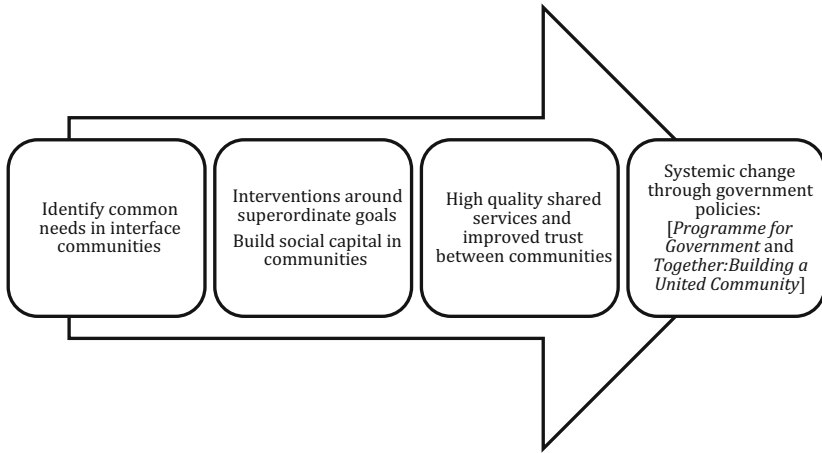 Identify common
needs in interface
communities
Interventions around
superordinate goals
Build social capital in
communities
High quality shared
services and
improved trust
between communities
Systemic change
through government
policies:
[Programme for
Government and
Together:Building a
United Community]